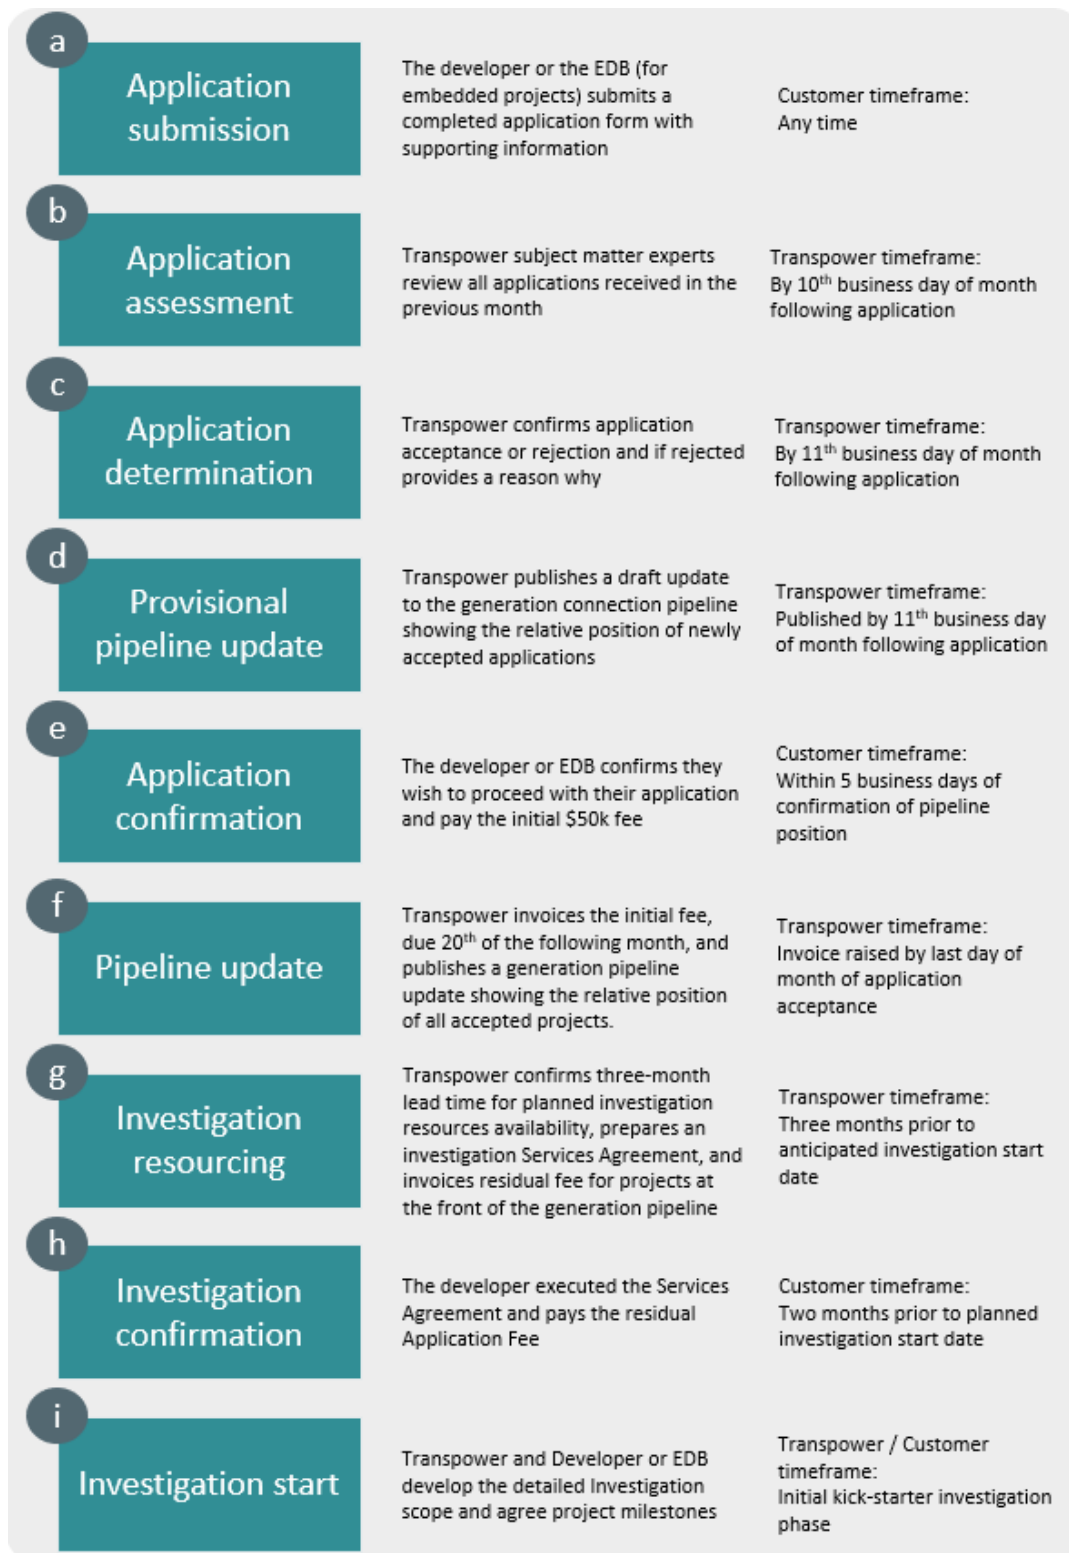 a
Application
submission
The developer or the EDB (for
embedded projects) submits a
completed application form with
supporting information
Customer timeframe:
Any time
b
Application
assessment
Transpower subject matter experts
review all applications received in the
previous month
Transpower timeframe:
By 10th business day of month
following application
c
Application
determination
Transpower confirms application
acceptance or rejection and if rejected
provides a reason why
Transpower timeframe:
By 11th business day of month
following application
d
Provisional
pipeline update
Transpower publishes a draft update
to the generation connection pipeline
showing the relative position of newly
accepted applications
Transpower timeframe:
Published by 11th business day
of month following application
e
Application
confirmation
The developer or EDB confirms they
wish to proceed with their application
and pay the initial $50k fee
Customer timeframe:
Within 5 business days of
confirmation of pipeline
position
f
Pipeline update
Transpower invoices the initial fee,
due 20th of the following month, and
publishes a generation pipeline
update showing the relative position
of all accepted projects.
Transpower timeframe:
Invoice raised by last day of
month of application
acceptance
g
Investigation
resourcing
Transpower confirms three-month
lead time for planned investigation
resources availability, prepares an
investigation Services Agreement, and
invoices residual fee for projects at
the front of the generation pipeline
Transpower timeframe:
Three months prior to
anticipated investigation start
date
h
Investigation
confirmation
The developer executed the Services
Agreement and pays the residual
Application Fee
Customer timeframe:
Two months prior to planned
investigation start date
i
Investigation start
Transpower and Developer or EDB
develop the detailed Investigation
scope and agree project milestones
Transpower / Customer
timeframe:
Initial kick-starter investigation
phase